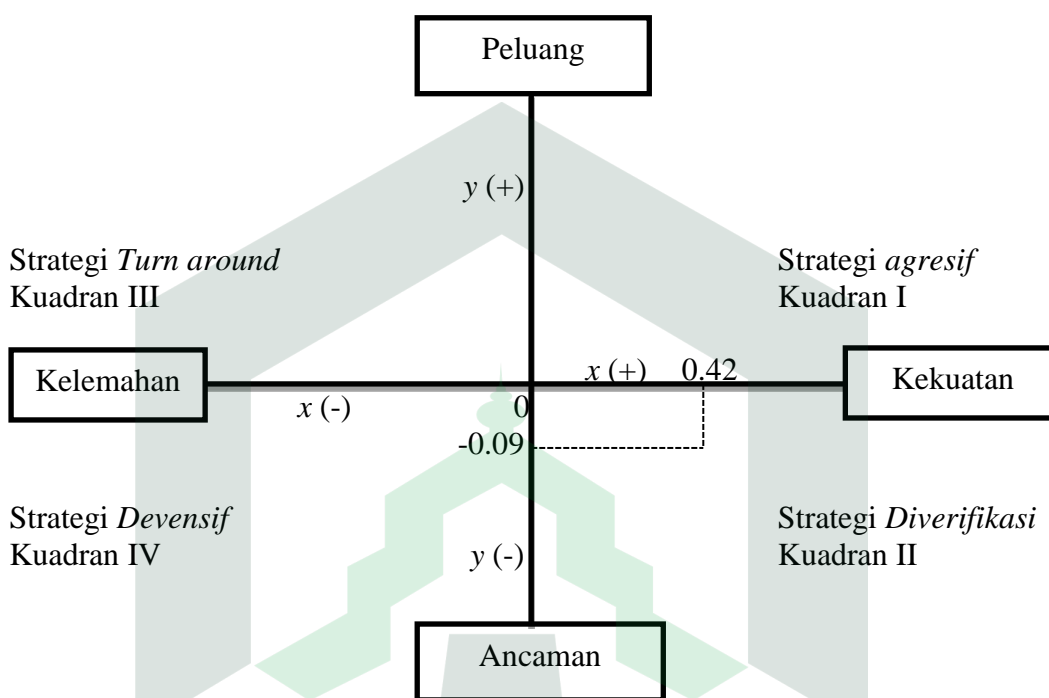 Peluang
y (+)
Strategi Turn around
Kuadran III
Strategi agresif
Kuadran I
Kelemahan
x (+)
0.42
Kekuatan
x (-)
0
-0.09
Strategi Devensif
Kuadran IV
Strategi Diverifikasi
Kuadran II
y (-)
Ancaman